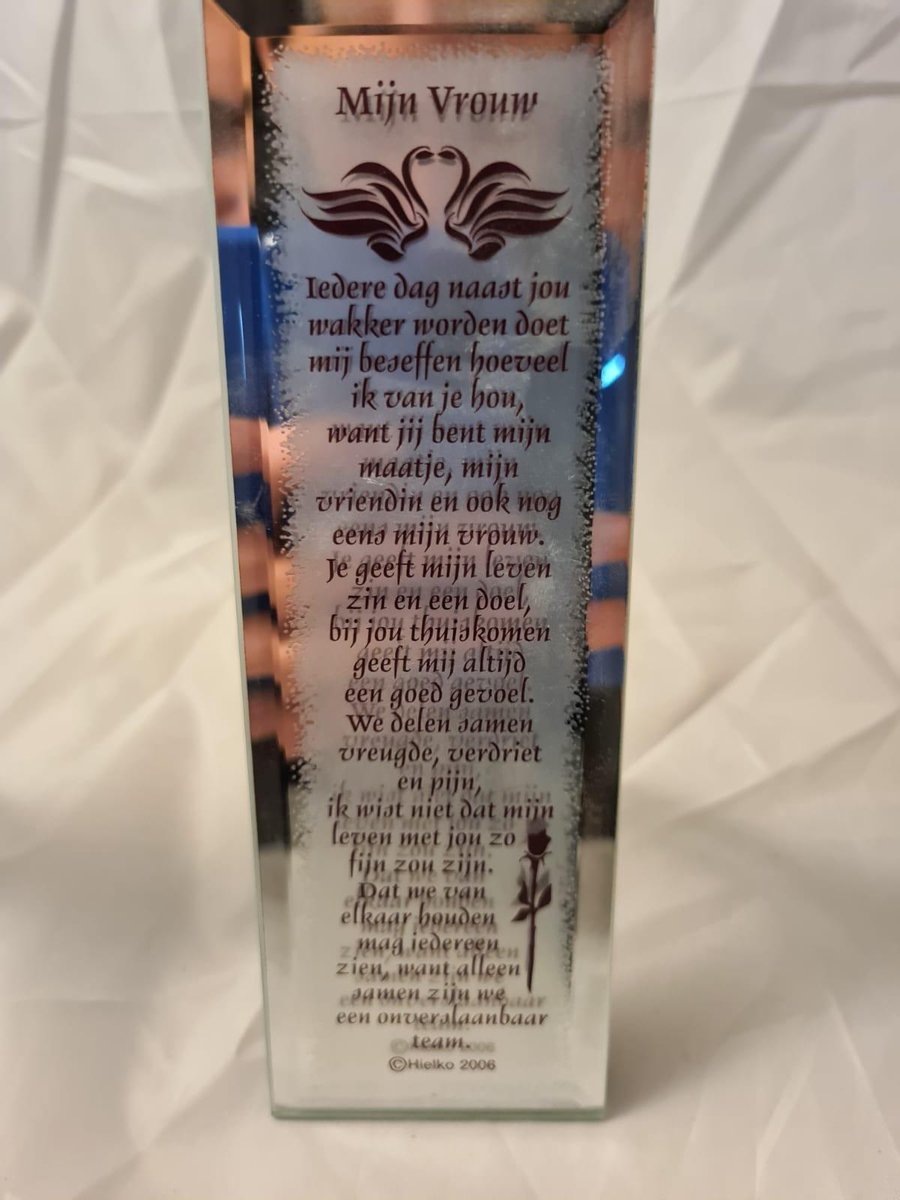 Mijn Vrouw
Iedere dag naast jou
wakker worden doet
mij beseffen hoeveel
ik van je hou,
want jij bent mijn
maatje, mijn
vriendin en ook nog
eens mijn vrouw.
Je geeft mijn leven
zin en een doel,
bij jou thuiskomen
geeft mij altijd
een goed gevoel.
We delen samen
vreugde, verdriet
en pijn,
ik wist niet dat mijn
leven met jou zo
fijn zou zijn.
Dat we van
elkaar houden
mag iedereen
zien, want alleen
samen zijn we
een onverslaanbaar
team.
©Hielko 2006